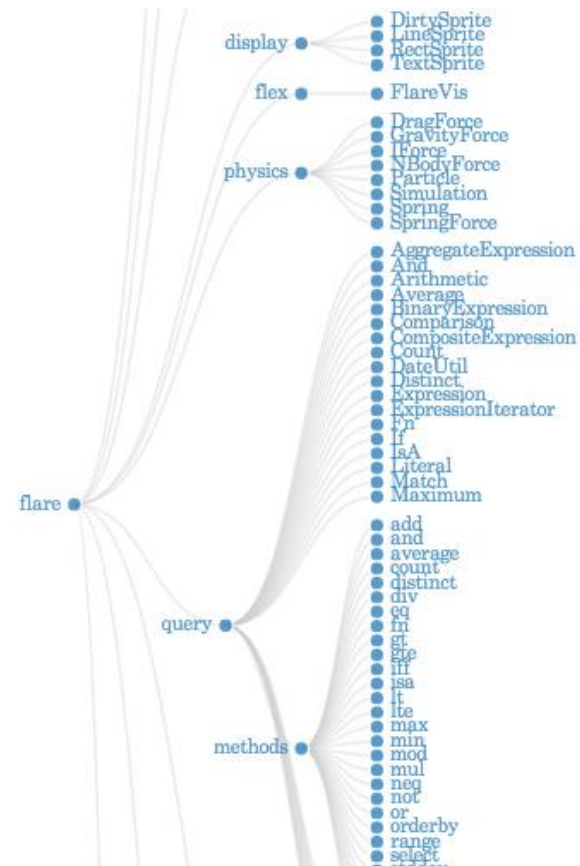 DirtySprite
LineSprite
display
RectSprite
TextSprite
flex
FlareVis
DragForce
GravityForce
IForce
NBodyForce
physics
Particle
Simulation
Spring
SpringForce
AggregateExpression
And
Arithmetic
Average
BinaryExpression
Comparison
CompositeExpression
Count
DateUtil
Distinct
Expression
ExpressionIterator
Fn
If
IsA
Literal
Match
Maximum
flare
add
and
average
count
distinct
div
eq
query
fn
gt
gte
iff
isa
lt
lte
max
min
methods
mod
mul
neq
not
or
orderby
range
select